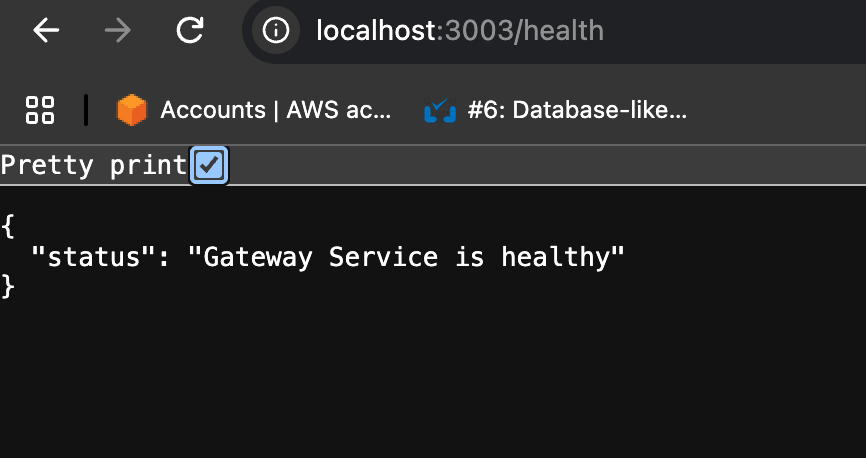 localhost:3003/health
Accounts | AWS ac... #6: Database-like...
Pretty print
{
"status": "Gateway Service is healthy"
}